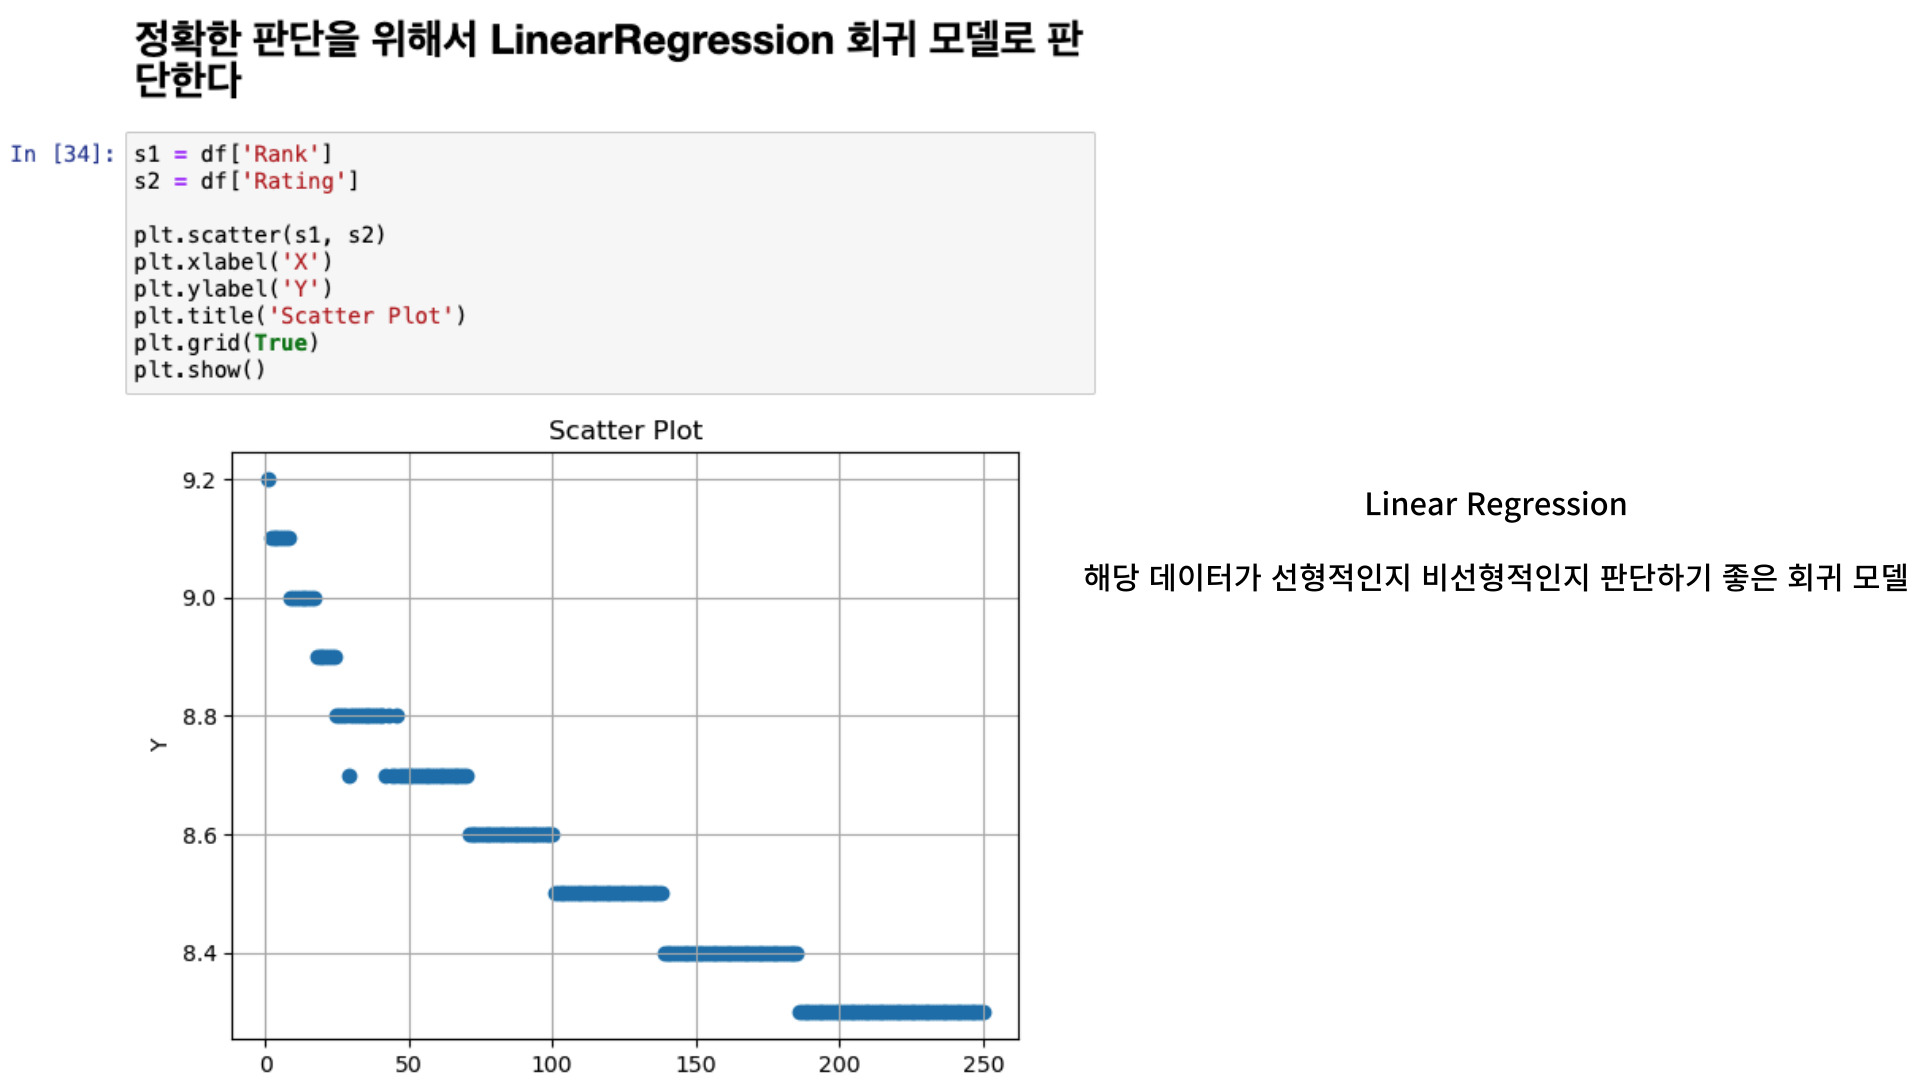 정확한 판단을 위해서 LinearRegression 회귀 모델로 판
단한다
In [34]:
s1 = df['Rank']
s2 = df['Rating']
plt.scatter(s1, s2)
plt.xlabel('X')
plt.ylabel('Y')
plt.title('Scatter Plot')
plt.grid(True)
plt.show()
Scatter Plot
9.2
9.0
8.8
8.6
8.4
Y
0 50 100 150 200 250
Linear Regression
해당 데이터가 선형적인지 비선형적인지 판단하기 좋은 회귀 모델